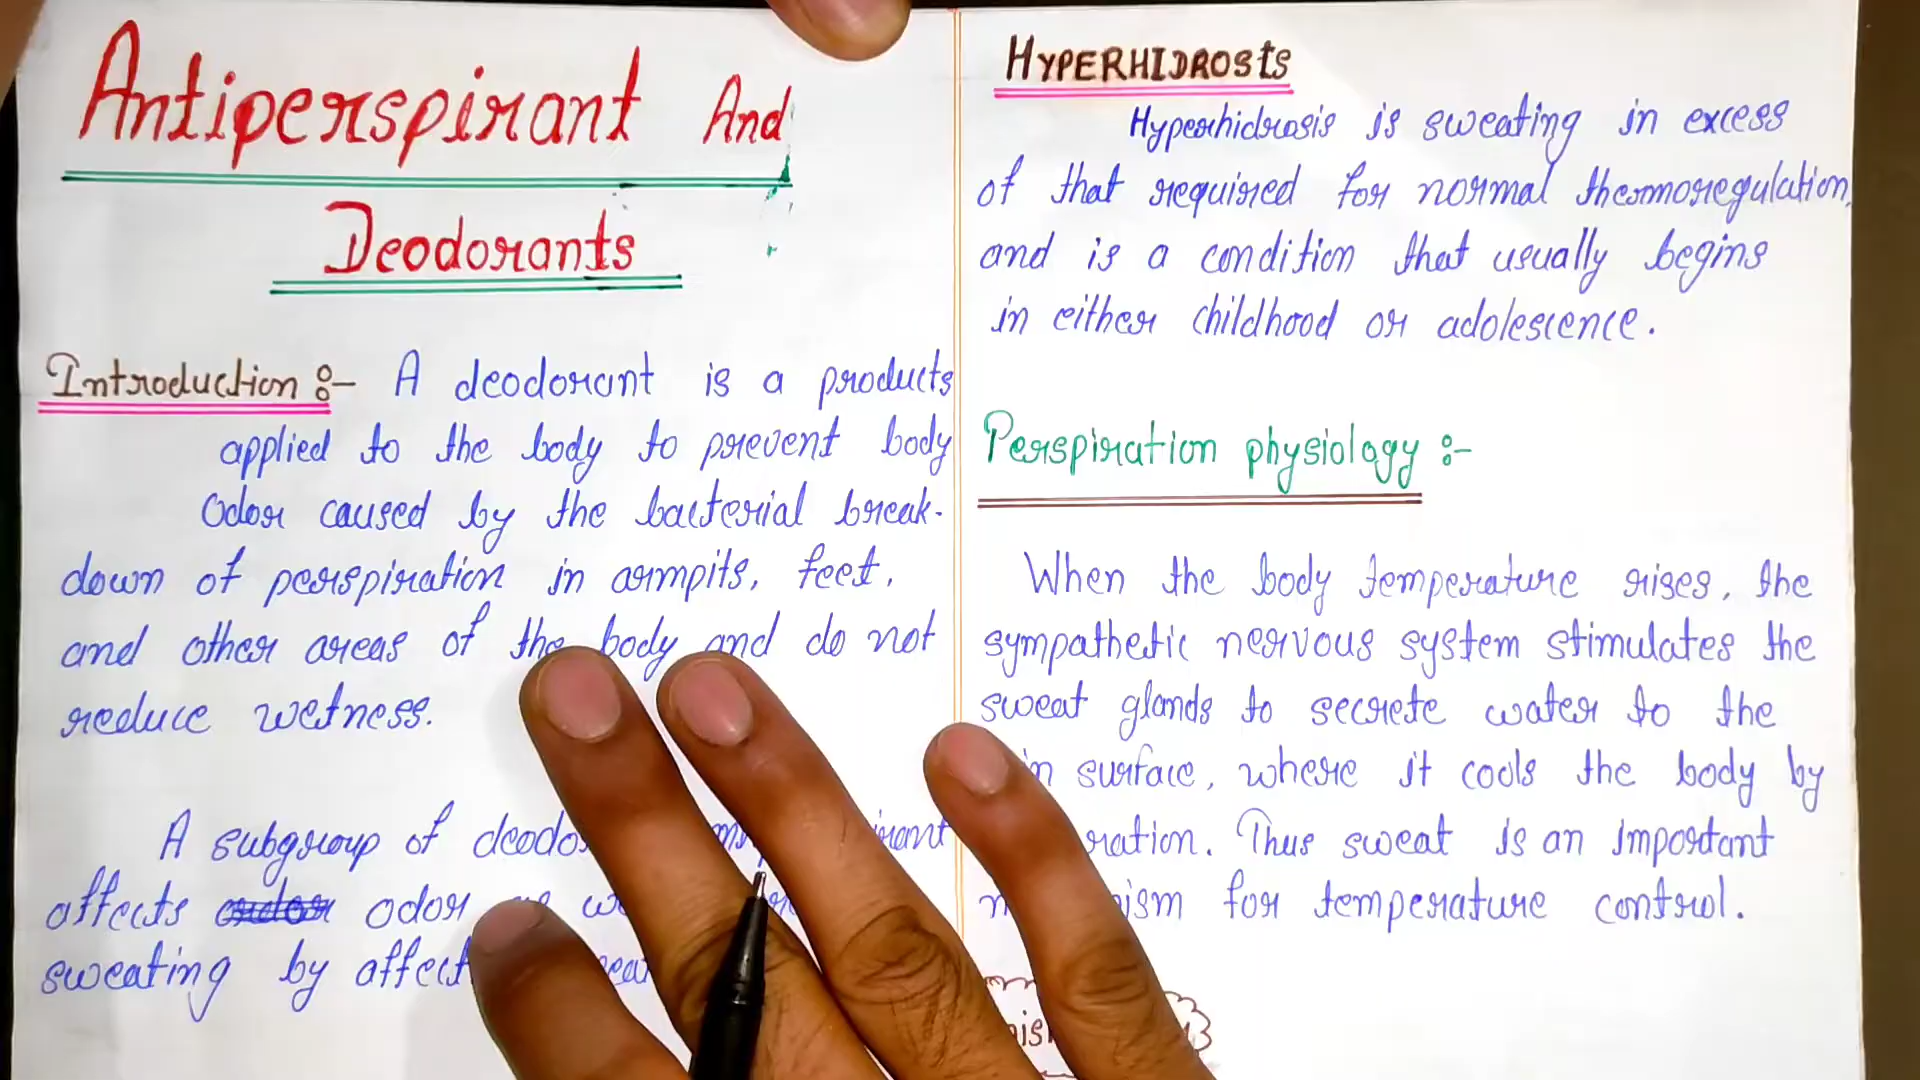 Antiperspirant And
Deodorants
Introduction :- A deodorant is a products
applied to the body to prevent body
Odor caused by the bacterial break-
down of perspiration in armpits, feet,
and other areas of the body and do not
reduce wetness.
A subgroup of
affects odor
sweating by
HYPERHIDROSIS
Hyperhidrosis is sweating in excess
of that required for normal thermoregulation,
and is a condition that usually begins
in either childhood or adolescence.
Perspiration physiology :-
When the body temperature rises, the
sympathetic nervous system stimulates the
sweat glands to secrete water to the
surface, where it cools the body by
Thus sweat is an important
for temperature control.